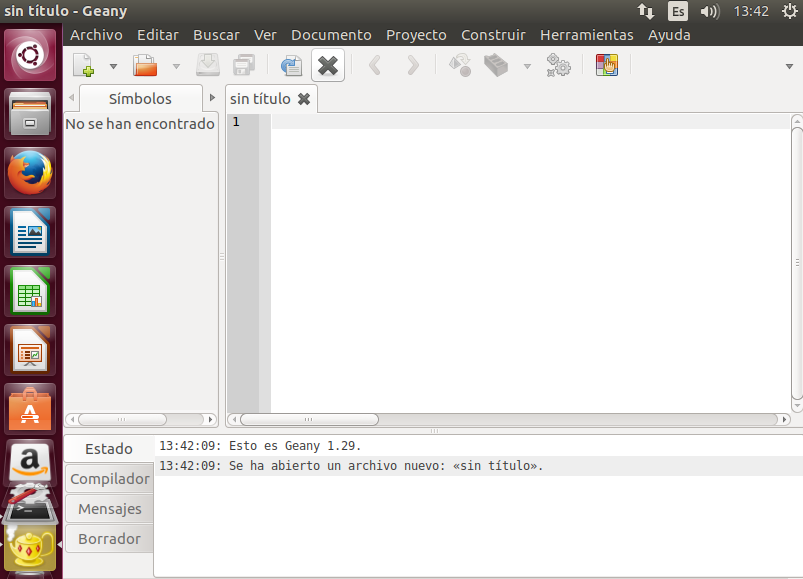 sin título - Geany
Es
13:42
Archivo Editar Buscar Ver Documento Proyecto Construir Herramientas Ayuda
Símbolos
sin título
No se han encontrado
1
Estado
13:42:09: Esto es Geany 1.29.
13:42:09: Se ha abierto un archivo nuevo: «sin título».
Compilador
Mensajes
Borrador